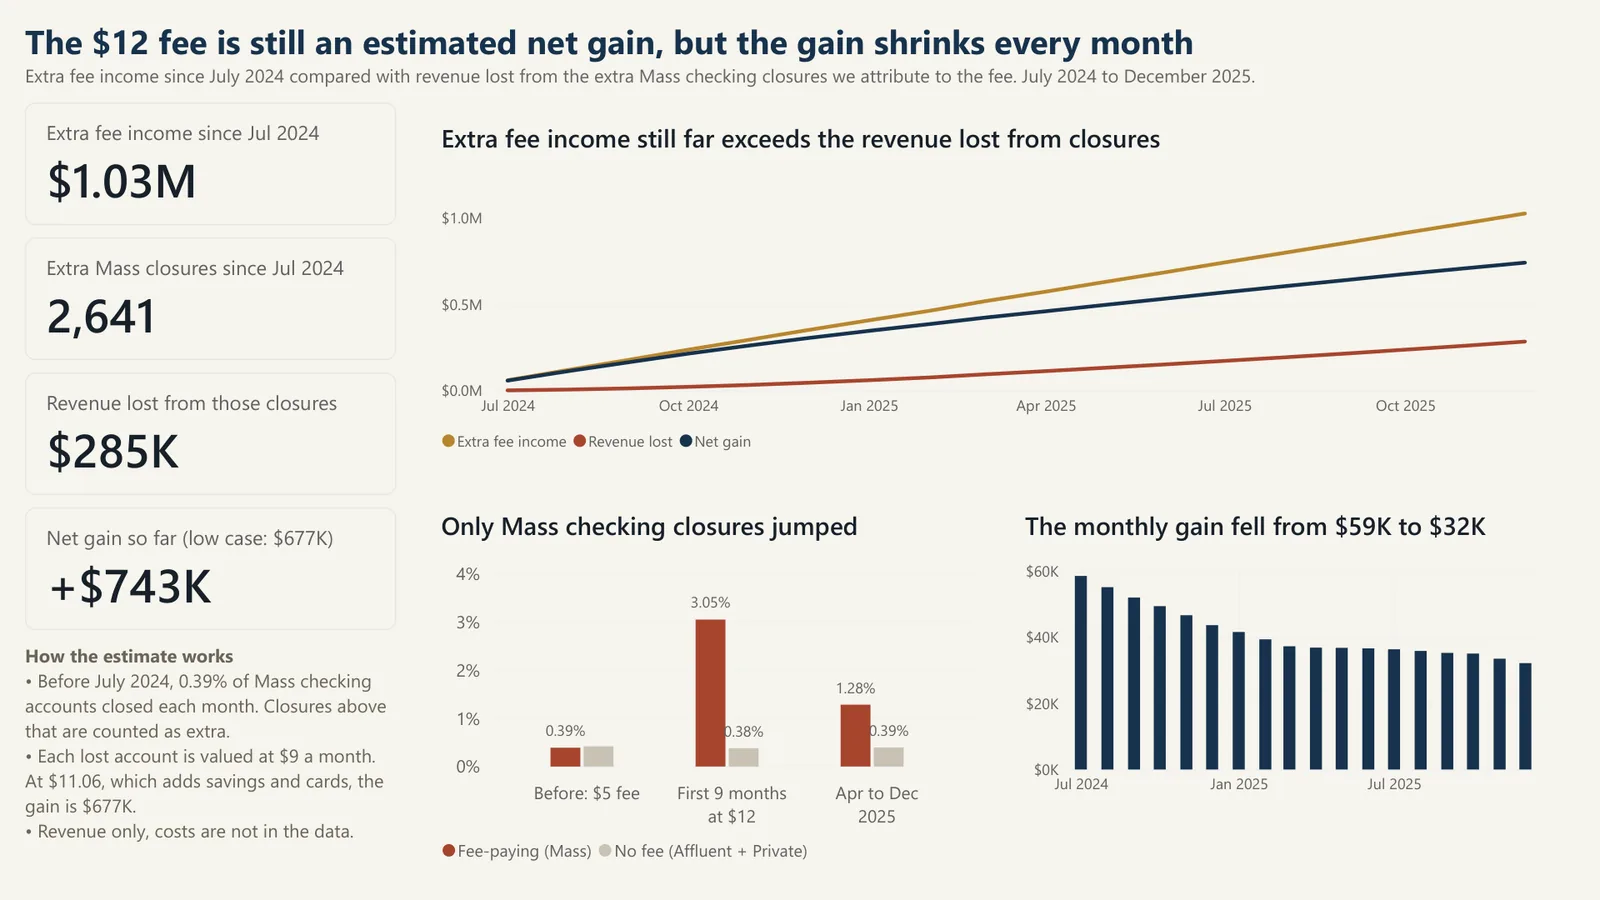 The $12 fee is still an estimated net gain, but the gain shrinks every month
Extra fee income since July 2024 compared with revenue lost from the extra Mass checking closures we attribute to the fee. July 2024 to December 2025.
Extra fee income since Jul 2024
$1.03M
Extra Mass closures since Jul 2024
2,641
Revenue lost from those closures
$285K
Net gain so far (low case: $677K)
+$743K
How the estimate works
• Before July 2024, 0.39% of Mass checking
accounts closed each month. Closures above
that are counted as extra.
• Each lost account is valued at $9 a month.
At $11.06, which adds savings and cards, the
gain is $677K.
• Revenue only, costs are not in the data.
Extra fee income still far exceeds the revenue lost from closures
$1.0M
$0.5M
$0.0M
Jul 2024
Oct 2024
Jan 2025
Apr 2025
Jul 2025
Oct 2025
Extra fee income
Revenue lost
Net gain
Only Mass checking closures jumped
4%
3%
2%
1%
0%
0.39%
3.05%
0.38%
1.28%
0.39%
Before: $5 fee
First 9 months
at $12
Apr to Dec
2025
Fee-paying (Mass)
No fee (Affluent + Private)
The monthly gain fell from $59K to $32K
$60K
$40K
$20K
$0K
Jul 2024
Jan 2025
Jul 2025